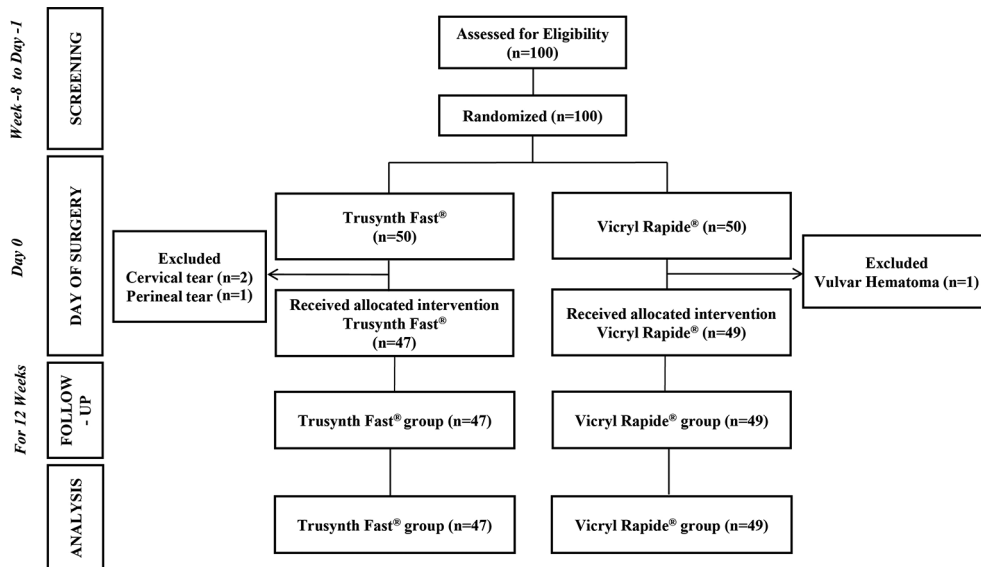 Week -8 to Day -1
SCREENING
Assessed for Eligibility
(n=100)
Randomized (n=100)
Day 0
DAY OF SURGERY
Trusynth Fast®
(n=50)
Vicryl Rapide® (n=50)
Excluded
Cervical tear (n=2)
Perineal tear (n=1)
Excluded
Vulvar Hematoma (n=1)
Received allocated intervention
Trusynth Fast®
(n=47)
Received allocated intervention
Vicryl Rapide® (n=49)
For 12 Weeks
FOLLOW
- UP
Trusynth Fast® group (n=47)
Vicryl Rapide® group (n=49)
ANALYSIS
Trusynth Fast® group (n=47)
Vicryl Rapide® group (n=49)